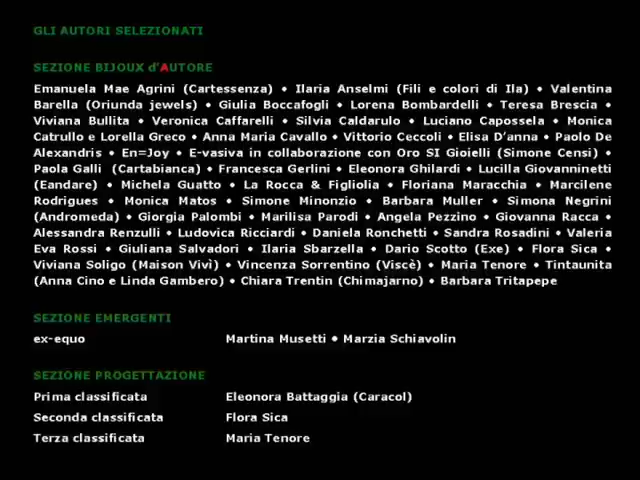 GLI AUTORI SELEZIONATI
SEZIONE BIJOUX d'AUTORE
Emanuela Mae Agrini (Cartessenza) • Ilaria Anselmi (Fili e colori di Ila) • Valentina
Barella (Oriunda jewels) • Giulia Boccafogli • Lorena Bombardelli • Teresa Brescia •
Viviana Bullita • Veronica Caffarelli • Silvia Caldarulo • Luciano Capossela • Monica
Catrullo e Lorella Greco • Anna Maria Cavallo • Vittorio Ceccoli • Elisa D'anna • Paolo De
Alexandris • En=Joy • E-vasiva in collaborazione con Oro SI Gioielli (Simone Censi) •
Paola Galli (Cartabianca) • Francesca Gerlini • Eleonora Ghilardi • Lucilla Giovanninetti
(Eandare) • Michela Guatto • La Rocca & Figliolia • Floriana Maracchia • Marcilene
Rodrigues • Monica Matos • Simone Minonzio • Barbara Muller • Simona Negrini
(Andromeda) • Giorgia Palombi • Marilisa Parodi • Angela Pezzino • Giovanna Racca •
Alessandra Renzulli • Ludovica Ricciardi • Daniela Ronchetti • Sandra Rosadini • Valeria
Eva Rossi • Giuliana Salvadori • Ilaria Sbarzella • Dario Scotto (Exe) • Flora Sica •
Viviana Soligo (Maison Vivì) • Vincenza Sorrentino (Viscè) • Maria Tenore • Tintaunita
(Anna Cino e Linda Gambero) • Chiara Trentin (Chimajarno) • Barbara Tritapepe
SEZIONE EMERGENTI
ex-equo Martina Musetti • Marzia Schiavolin
SEZIONE PROGETTAZIONE
Prima classificata Eleonora Battaggia (Caracol)
Seconda classificata Flora Sica
Terza classificata Maria Tenore